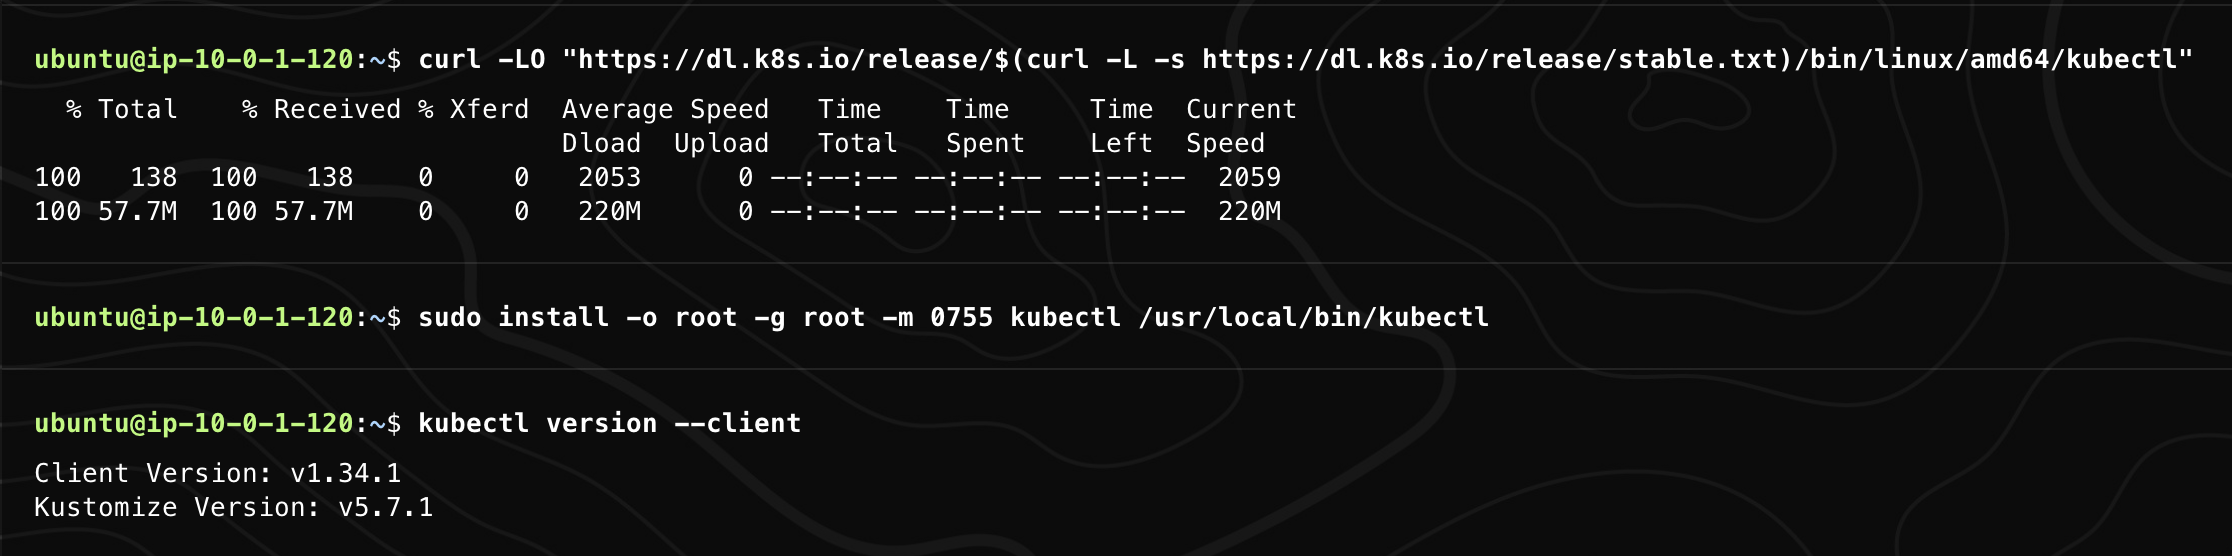 ubuntu@ip-10-0-1-120:~$ curl -LO "https://dl.k8s.io/release/$(curl -L -s https://dl.k8s.io/release/stable.txt)/bin/linux/amd64/kubectl"
  % Total    % Received % Xferd  Average Speed   Time    Time     Time  Current
                                 Dload  Upload   Total   Spent    Left  Speed
100   138  100   138    0     0   2053      0 --:--:-- --:--:-- --:--:--  2059
100 57.7M  100 57.7M    0     0   220M      0 --:--:-- --:--:-- --:--:--  220M
ubuntu@ip-10-0-1-120:~$ sudo install -o root -g root -m 0755 kubectl /usr/local/bin/kubectl
ubuntu@ip-10-0-1-120:~$ kubectl version --client
Client Version: v1.34.1
Kustomize Version: v5.7.1